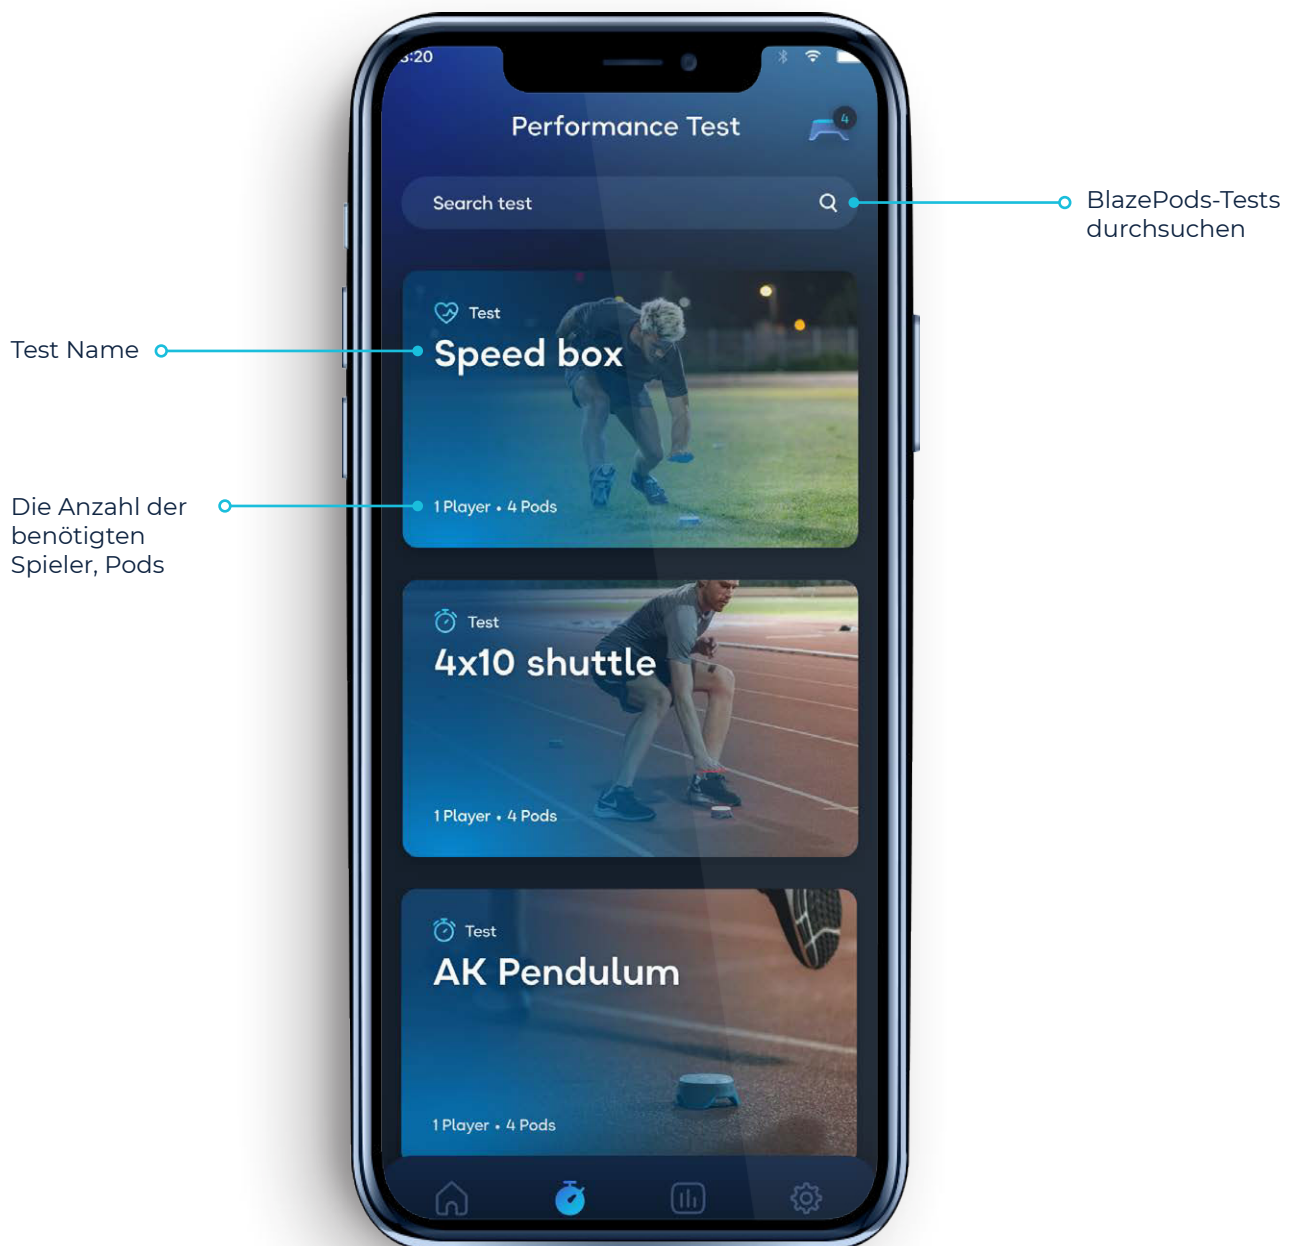 3:20
Performance Test
4
Search test
BlazePods-Tests
durchsuchen
Test
Test Name
Speed box
Die Anzahl der
benötigten
Spieler, Pods
1 Player • 4 Pods
Test
4x10 shuttle
1 Player • 4 Pods
Test
AK Pendulum
1 Player • 4 Pods